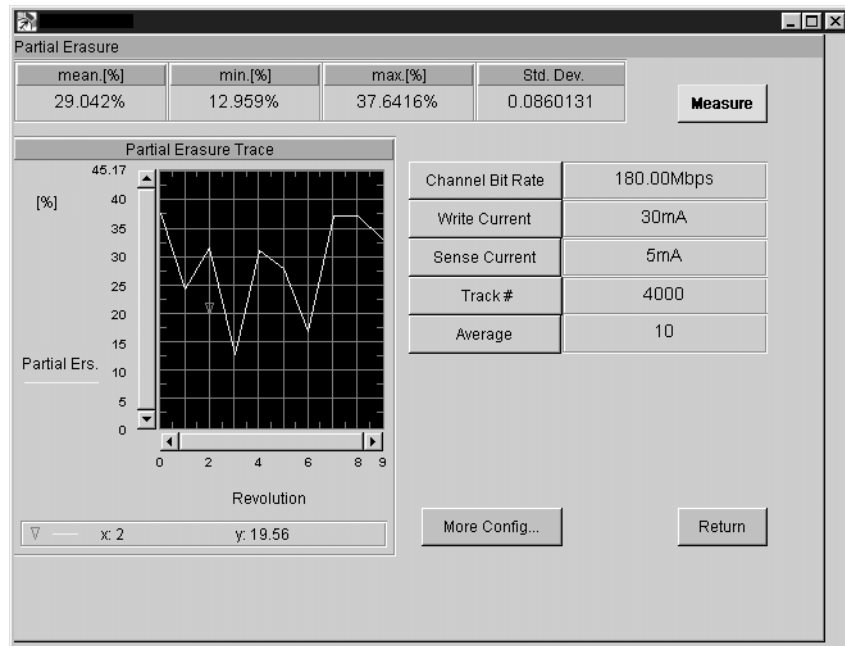 Partial Erasure
mean.[%] min.[%] max.[%] Std. Dev.
29.042% 12.959% 37.6416% 0.0860131
Measure
Partial Erasure Trace
45.17
[%]
40
35
30
25
20
15
Partial Ers.
10
5
0
0 2 4 6 8 9
Revolution
x: 2 y: 19.56
Channel Bit Rate 180.00Mbps
Write Current 30mA
Sense Current 5mA
Track # 4000
Average 10
More Config... Return